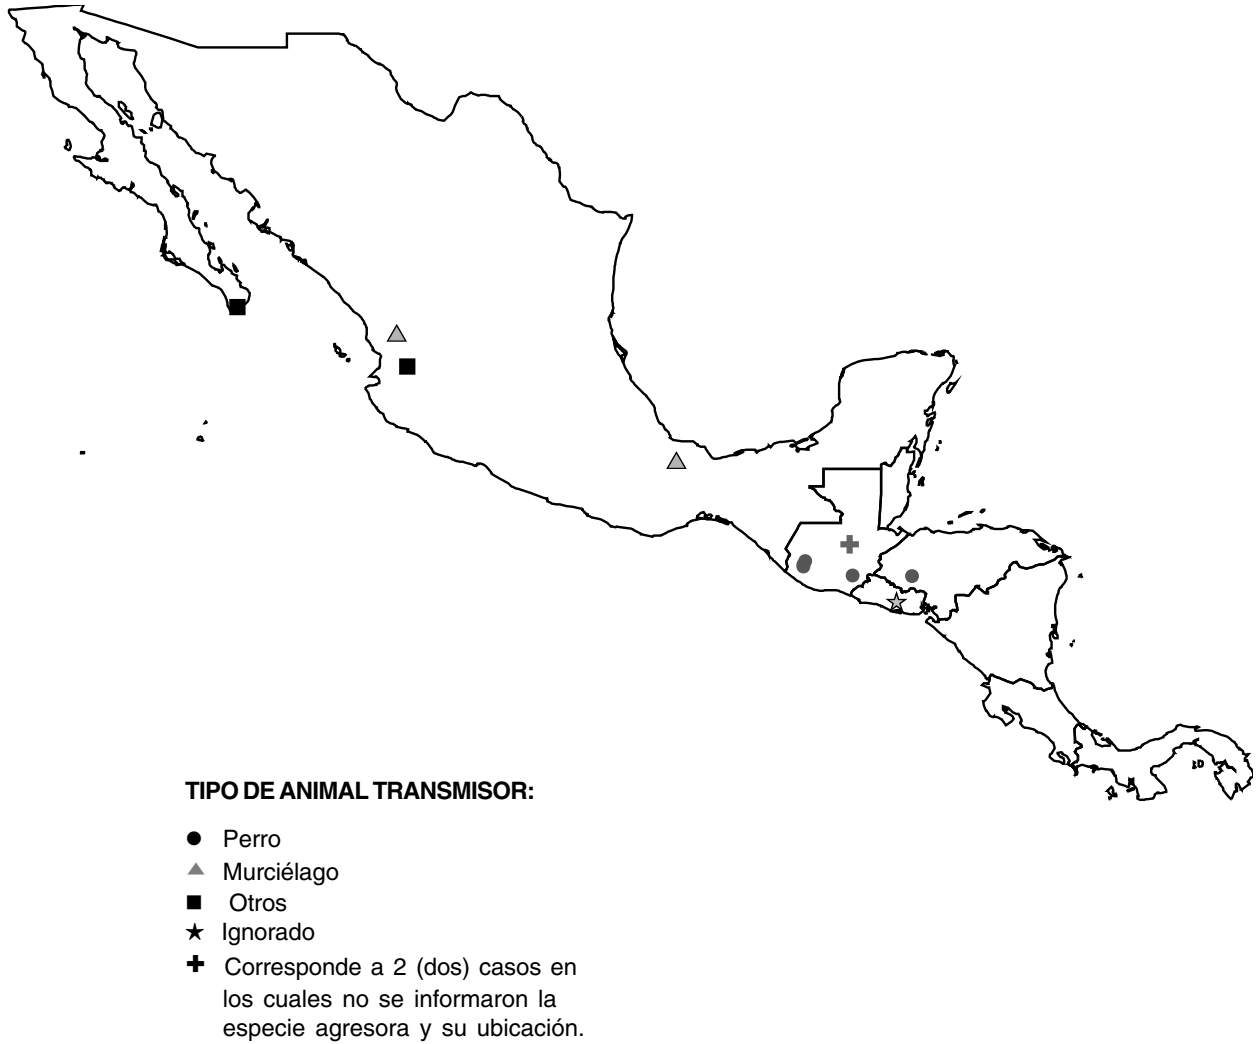 TIPO DE ANIMAL TRANSMISOR:
Perro
Murciélago
Otros
Ignorado
Corresponde a 2 (dos) casos en
los cuales no se informaron la
especie agresora y su ubicación.